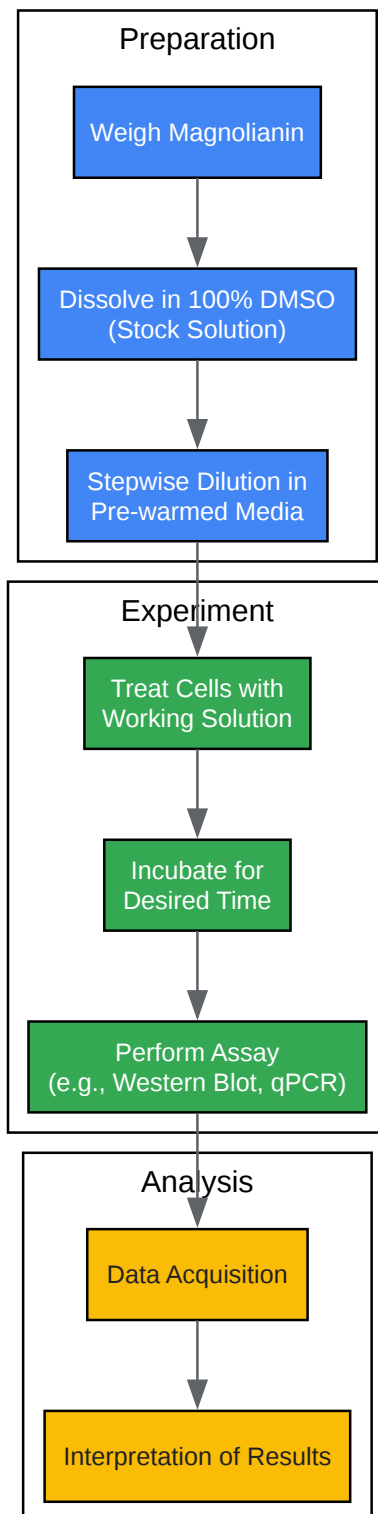 Preparation
Weigh Magnolianin
Dissolve in 100% DMSO
(Stock Solution)
Stepwise Dilution in
Pre-warmed Media
Experiment
Treat Cells with
Working Solution
Incubate for
Desired Time
Perform Assay
(e.g., Western Blot, qPCR)
Analysis
Data Acquisition
Interpretation of Results